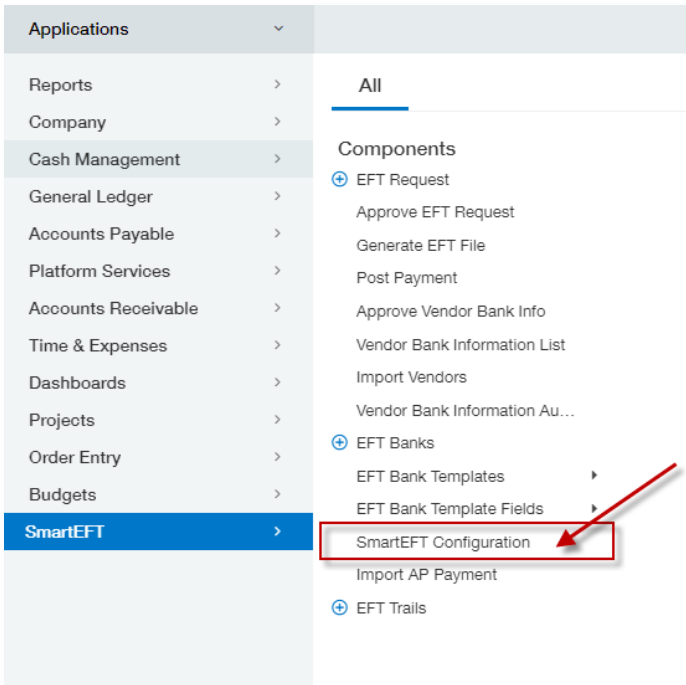 Applications
Reports
Company
Cash Management
General Ledger
Accounts Payable
Platform Services
Accounts Receivable
Time & Expenses
Dashboards
Projects
Order Entry
Budgets
SmartEFT
All
Components
EFT Request
Approve EFT Request
Generate EFT File
Post Payment
Approve Vendor Bank Info
Vendor Bank Information List
Import Vendors
Vendor Bank Information Au...
EFT Banks
EFT Bank Templates
EFT Bank Template Fields
SmartEFT Configuration
Import AP Payment
EFT Trails